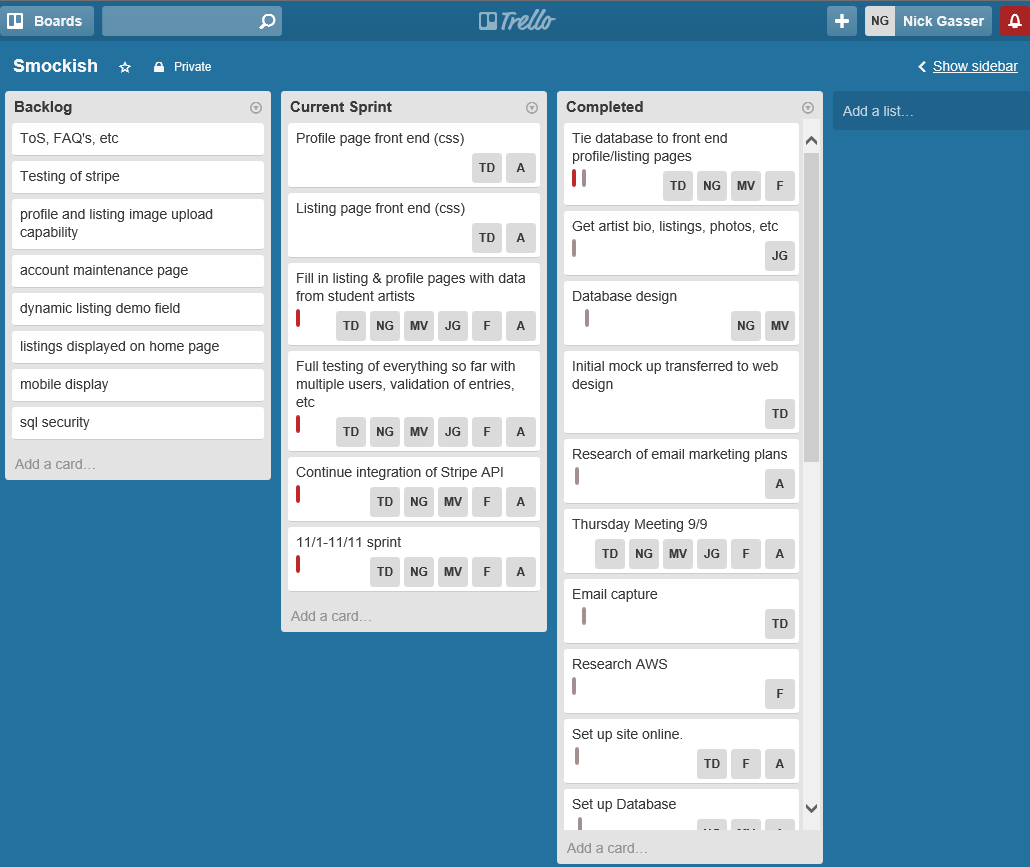 Boards
Trello
NG Nick Gasser
Smockish
Private
Show sidebar
Backlog
ToS, FAQ's, etc
Testing of stripe
profile and listing image upload
capability
account maintenance page
dynamic listing demo field
listings displayed on home page
mobile display
sql security
Add a card...
Current Sprint
Profile page front end (css)
TD A
Listing page front end (css)
TD A
Fill in listing & profile pages with data
from student artists
TD NG MV JG F A
Full testing of everything so far with
multiple users, validation of entries,
etc
TD NG MV JG F A
Continue integration of Stripe API
TD NG MV F A
11/1-11/11 sprint
TD NG MV F A
Add a card...
Completed
Tie database to front end
profile/listing pages
TD NG MV F
Get artist bio, listings, photos, etc
JG
Database design
NG MV
Initial mock up transferred to web
design
TD
Research of email marketing plans
A
Thursday Meeting 9/9
TD NG MV JG F A
Email capture
TD
Research AWS
F
Set up site online.
TD F A
Set up Database
Add a card...
Add a list...